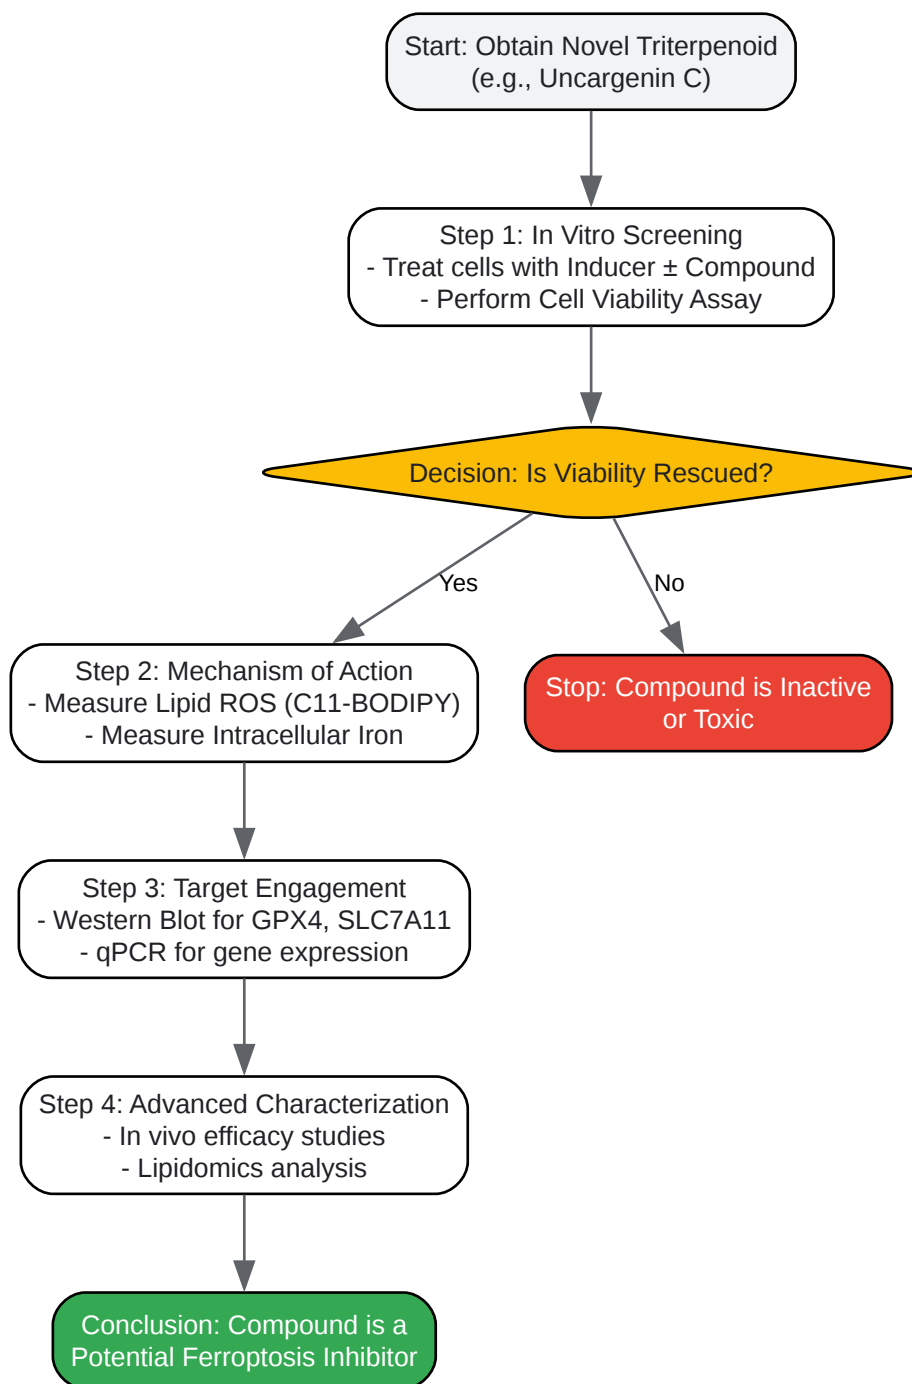 Start: Obtain Novel Triterpenoid
(e.g., Uncargenin C)
Step 1: In Vitro Screening
- Treat cells with Inducer ± Compound
- Perform Cell Viability Assay
Decision: Is Viability Rescued?
Yes
No
Step 2: Mechanism of Action
- Measure Lipid ROS (C11-BODIPY)
- Measure Intracellular Iron
Stop: Compound is Inactive
or Toxic
Step 3: Target Engagement
- Western Blot for GPX4, SLC7A11
- qPCR for gene expression
Step 4: Advanced Characterization
- In vivo efficacy studies
- Lipidomics analysis
Conclusion: Compound is a
Potential Ferroptosis Inhibitor